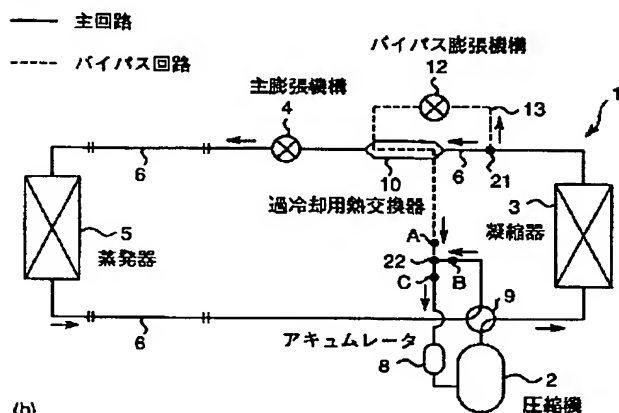 主回路
バイパス回路
バイパス膨張機構
12
13
主膨張機構
4
1
6
10
6
21
過冷却用熱交換器
3
凝縮器
5
蒸発器
A
22
B
C
9
6
アキュムレータ
8
2
圧縮機
(b)